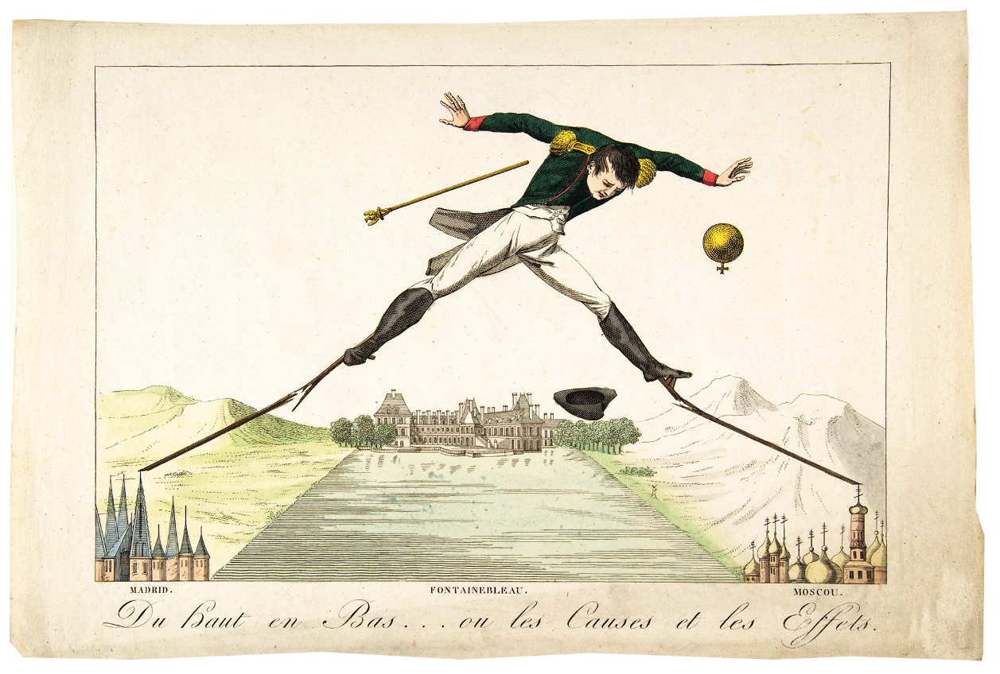 MADRID. FONTAINEBLEAU. MOSCOU.
Du haut en Bas... ou les Causes et les Effets.